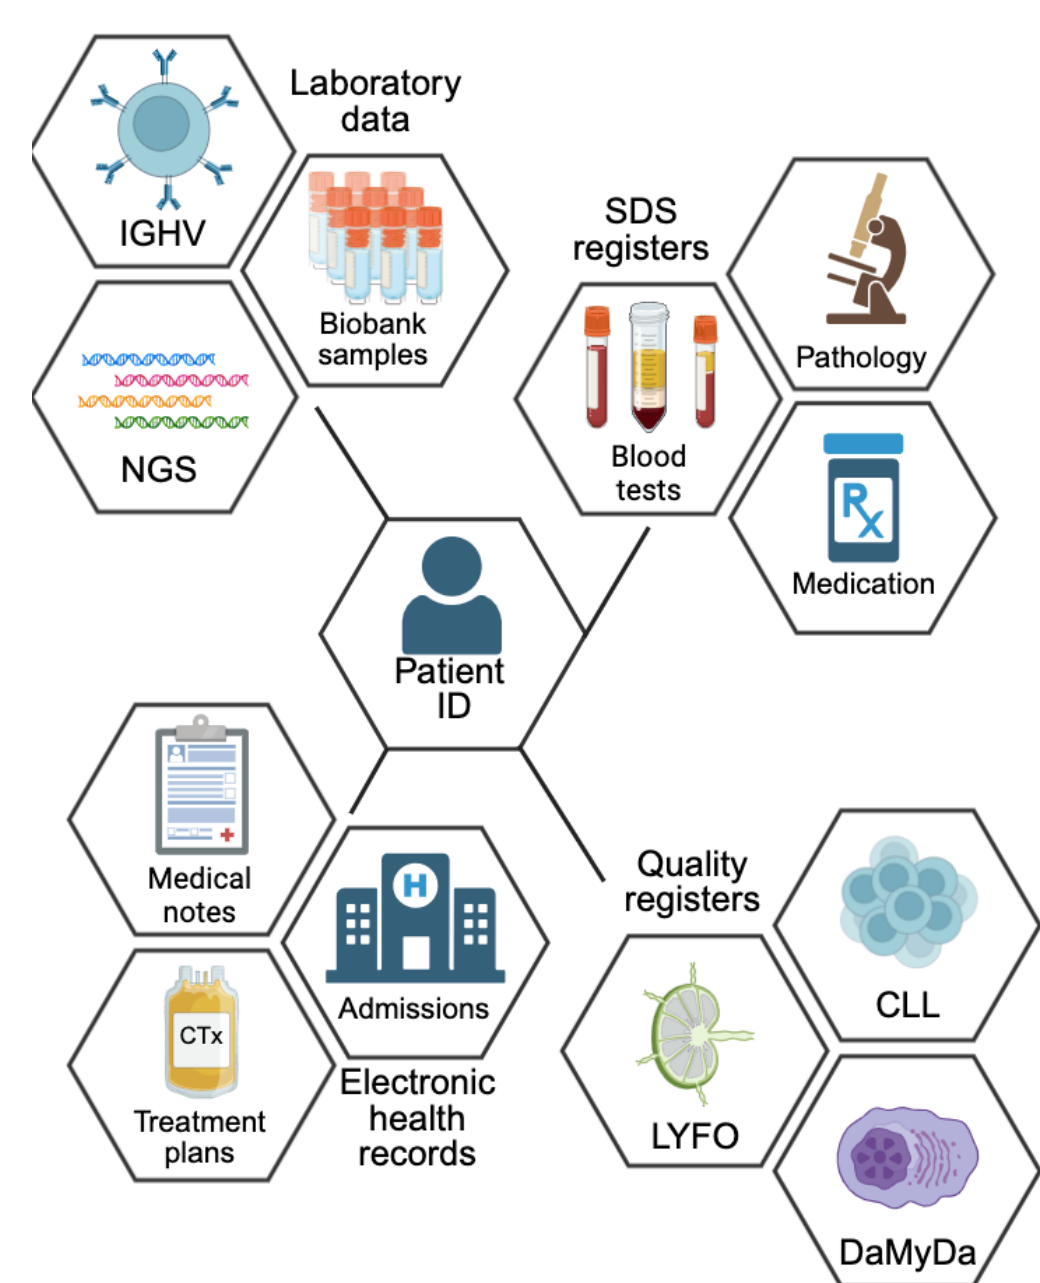 Laboratory
data
IGHV
Biobank
samples
NGS
SDS
registers
Pathology
Blood
tests
Rx
Medication
Patient
ID
Medical
notes
H
Admissions
CTx
Treatment
plans
Electronic
health
records
Quality
registers
CLL
LYFO
DaMyDa